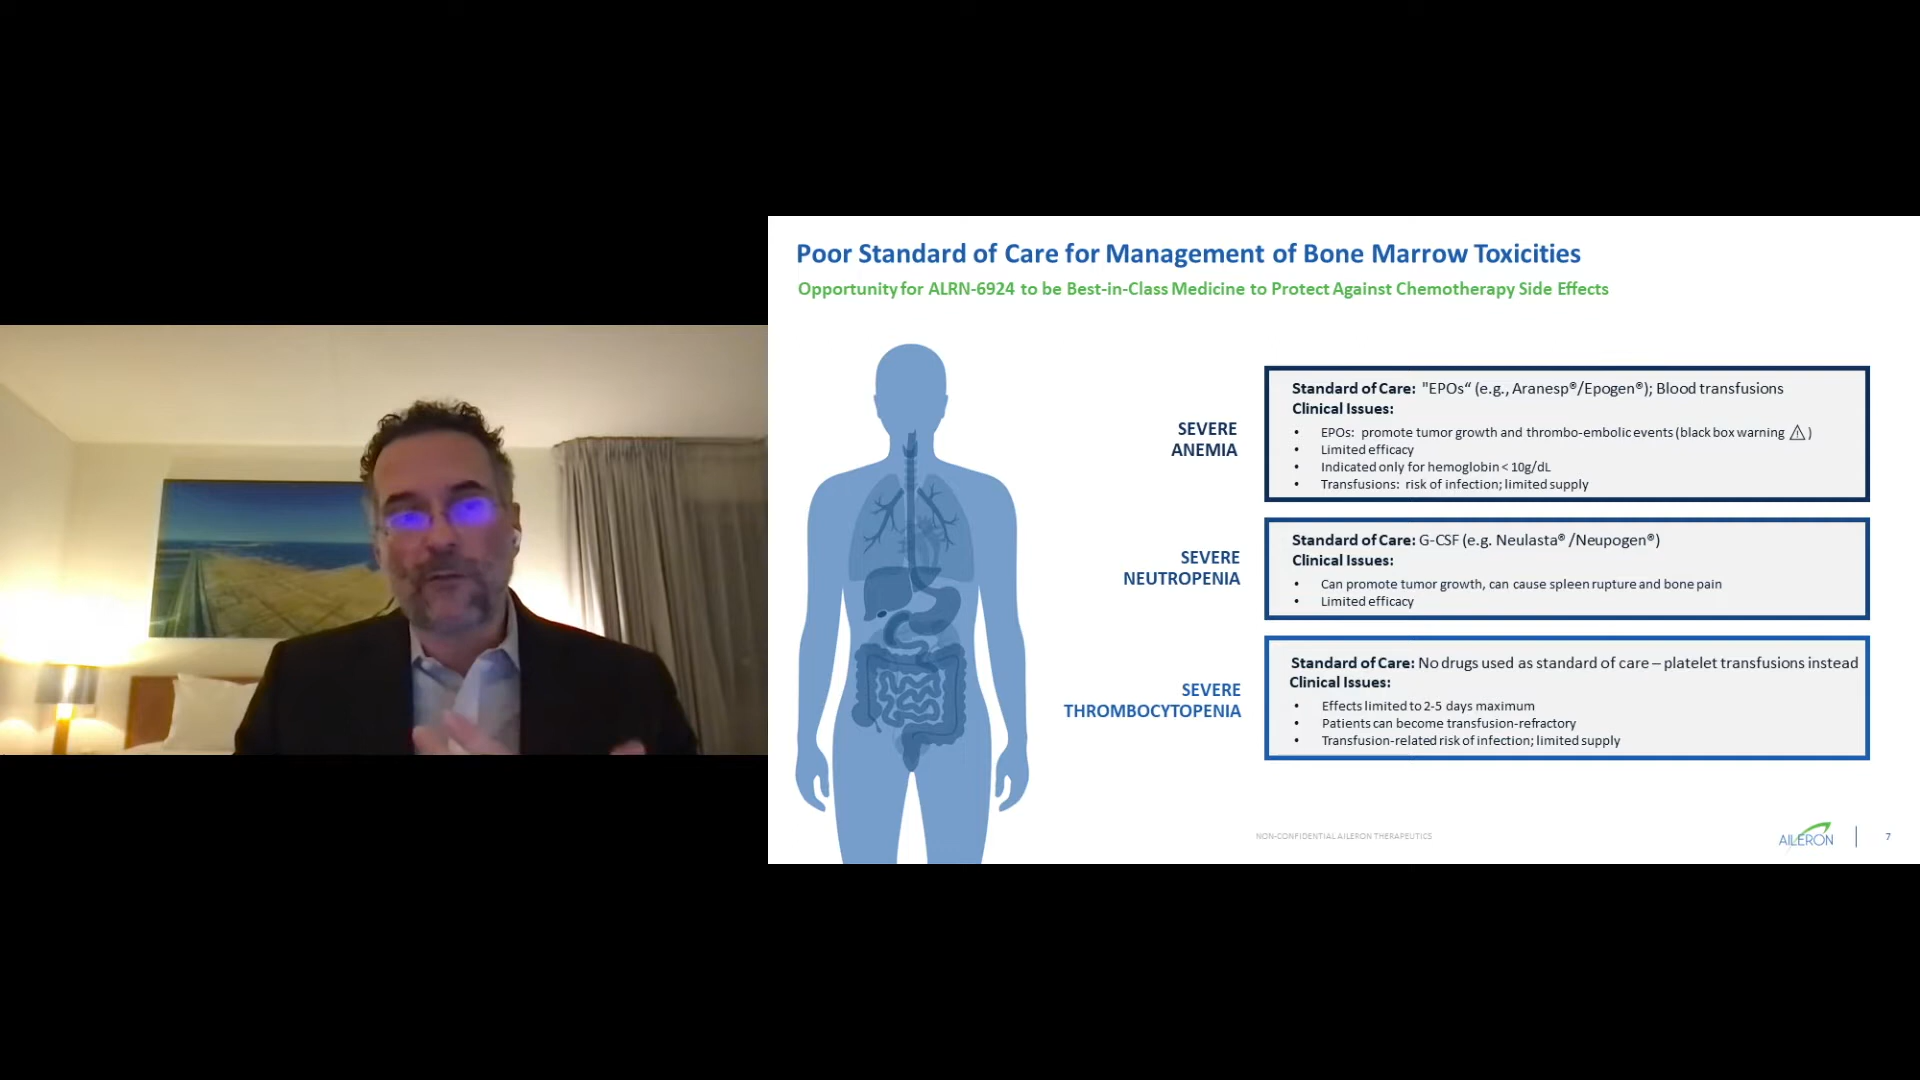 Poor Standard of Care for Management of Bone Marrow Toxicities
Opportunity for ALRN-6924 to be Best-in-Class Medicine to Protect Against Chemotherapy Side Effects
SEVERE
ANEMIA
Standard of Care: "EPOs“ (e.g., Aranesp®/Epogen®); Blood transfusions
Clinical Issues:
• EPOs: promote tumor growth and thrombo-embolic events (black box warning ⚠)
• Limited efficacy
• Indicated only for hemoglobin < 10g/dL
• Transfusions: risk of infection; limited supply
SEVERE
NEUTROPENIA
Standard of Care: G-CSF (e.g. Neulasta® /Neupogen®)
Clinical Issues:
• Can promote tumor growth, can cause spleen rupture and bone pain
• Limited efficacy
SEVERE
THROMBOCYTOPENIA
Standard of Care: No drugs used as standard of care – platelet transfusions instead
Clinical Issues:
• Effects limited to 2-5 days maximum
• Patients can become transfusion-refractory
• Transfusion-related risk of infection; limited supply
NON-CONFIDENTIAL AILERON THERAPEUTICS
AILERON
7